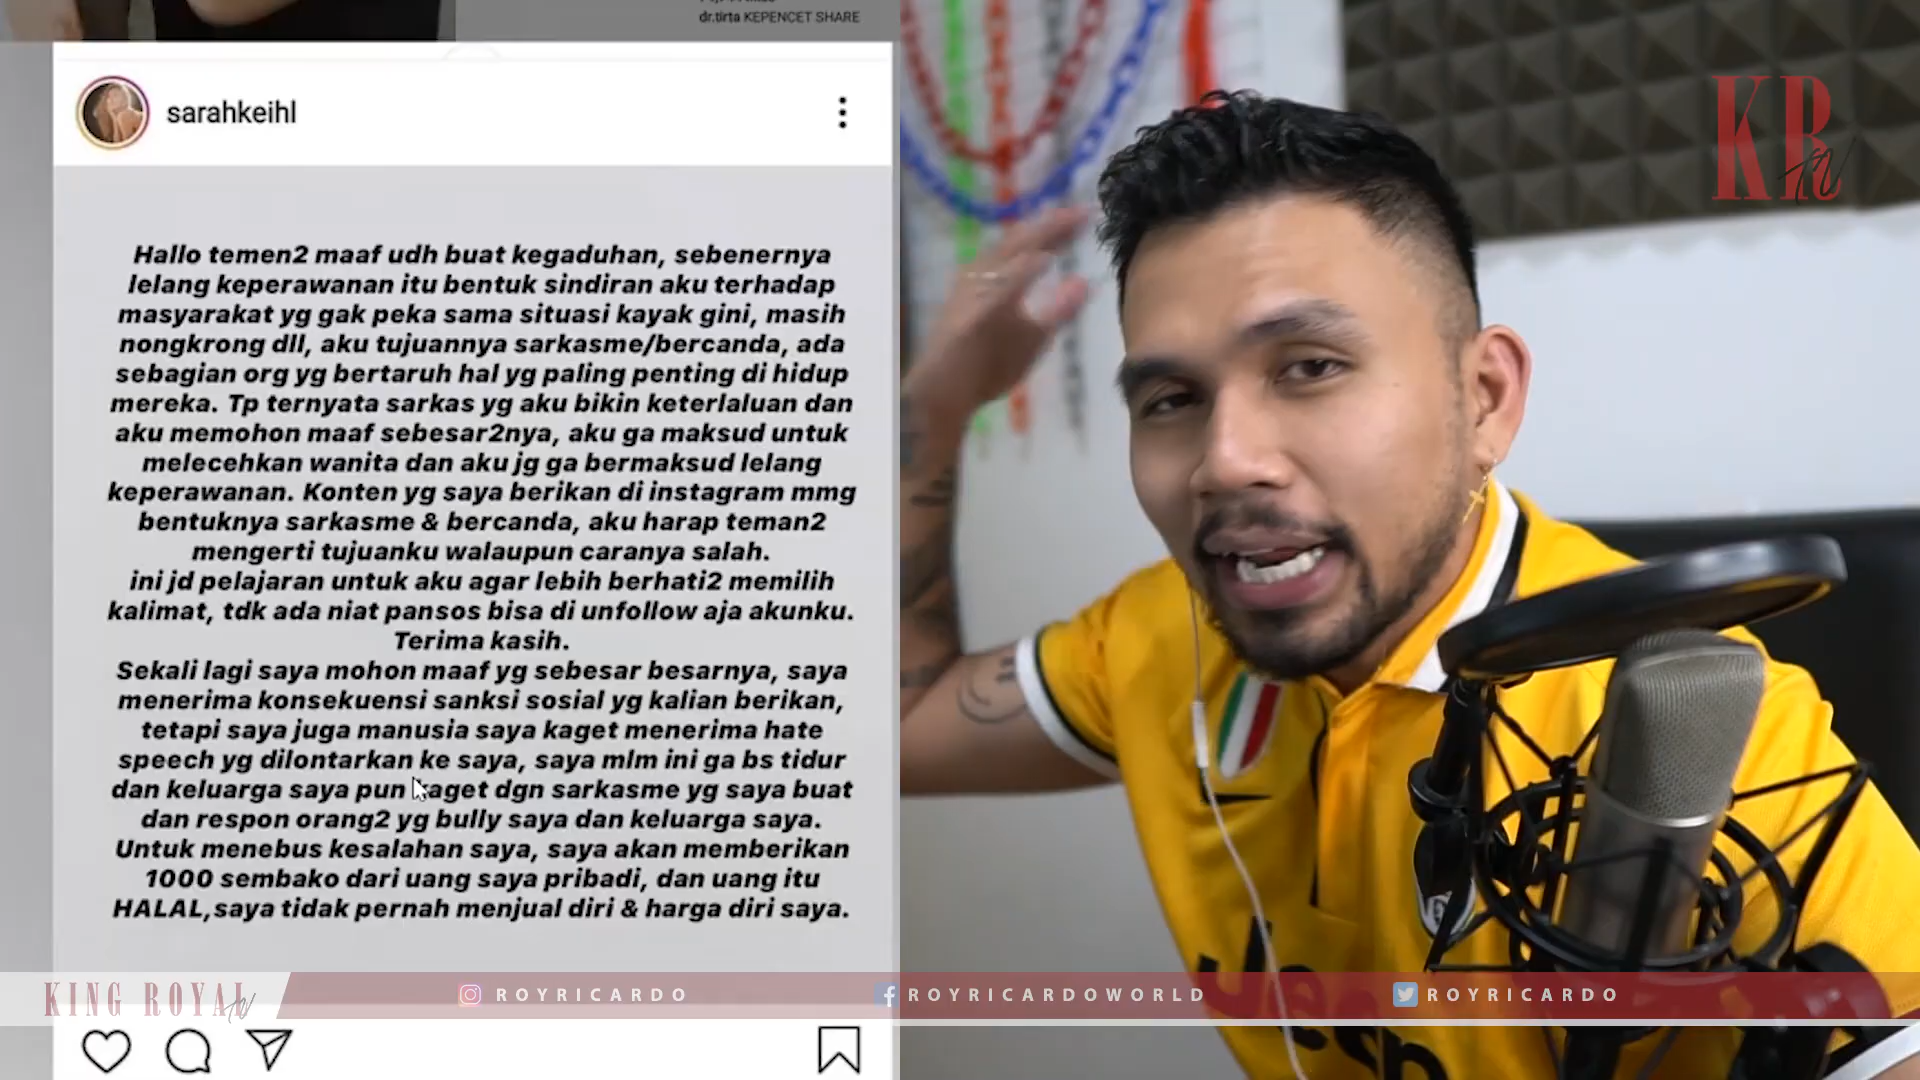 dr.tirta KEPENCET SHARE
sarahkeihl
KR
TV
Hallo temen2 maaf udh buat kegaduhan, sebenernya
lelang keperawanan itu bentuk sindiran aku terhadap
masyarakat yg gak peka sama situasi kayak gini, masih
nongkrong dll, aku tujuannya sarkasme/bercanda, ada
sebagian org yg bertaruh hal yg paling penting di hidup
mereka. Tp ternyata sarkas yg aku bikin keterlaluan dan
aku memohon maaf sebesar2nya, aku ga maksud untuk
melecehkan wanita dan aku jg ga bermaksud lelang
keperawanan. Konten yg saya berikan di instagram mmg
bentuknya sarkasme & bercanda, aku harap teman2
mengerti tujuanku walaupun caranya salah.
ini jd pelajaran untuk aku agar lebih berhati2 memilih
kalimat, tdk ada niat pansos bisa di unfollow aja akunku.
Terima kasih.
Sekali lagi saya mohon maaf yg sebesar besarnya, saya
menerima konsekuensi sanksi sosial yg kalian berikan,
tetapi saya juga manusia saya kaget menerima hate
speech yg dilontarkan ke saya, saya mlm ini ga bs tidur
dan keluarga saya pun kaget dgn sarkasme yg saya buat
dan respon orang2 yg bully saya dan keluarga saya.
Untuk menebus kesalahan saya, saya akan memberikan
1000 sembako dari uang saya pribadi, dan uang itu
HALAL,saya tidak pernah menjual diri & harga diri saya.
KING ROYAL TV
ROYRICARDO
ROYRICARDOWORLD
ROYRICARDO